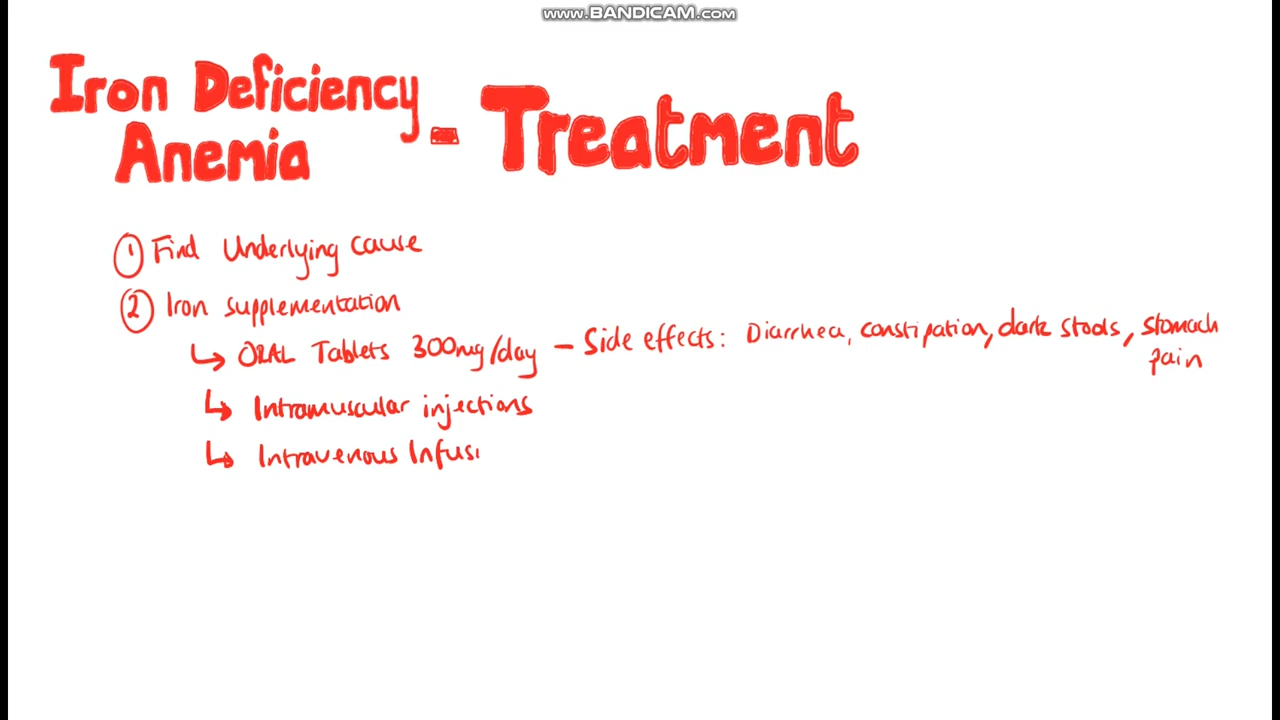 www.BANDICAM.com
Iron Deficiency
Anemia - Treatment
① Find Underlying cause
② Iron supplementation
↳ ORAL Tablets 300mg/day - Side effects: Diarrhea, constipation, dark stools, stomach
pain
↳ Intramuscular injections
↳ Intravenous Infusi